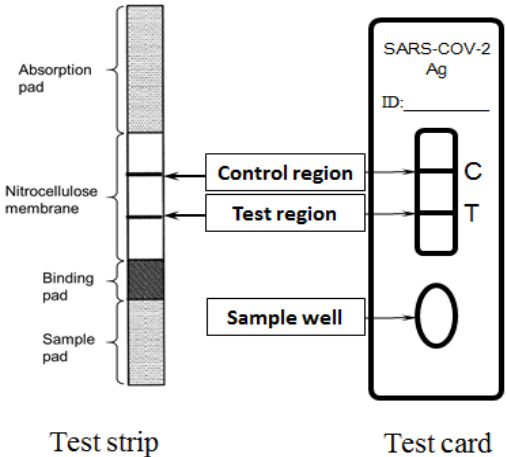 Absorption
pad
Nitrocellulose
membrane
Binding
pad
Sample
pad
Test strip
Control region
Test region
Sample well
SARS-COV-2
Ag
ID:__________
C
T
Test card